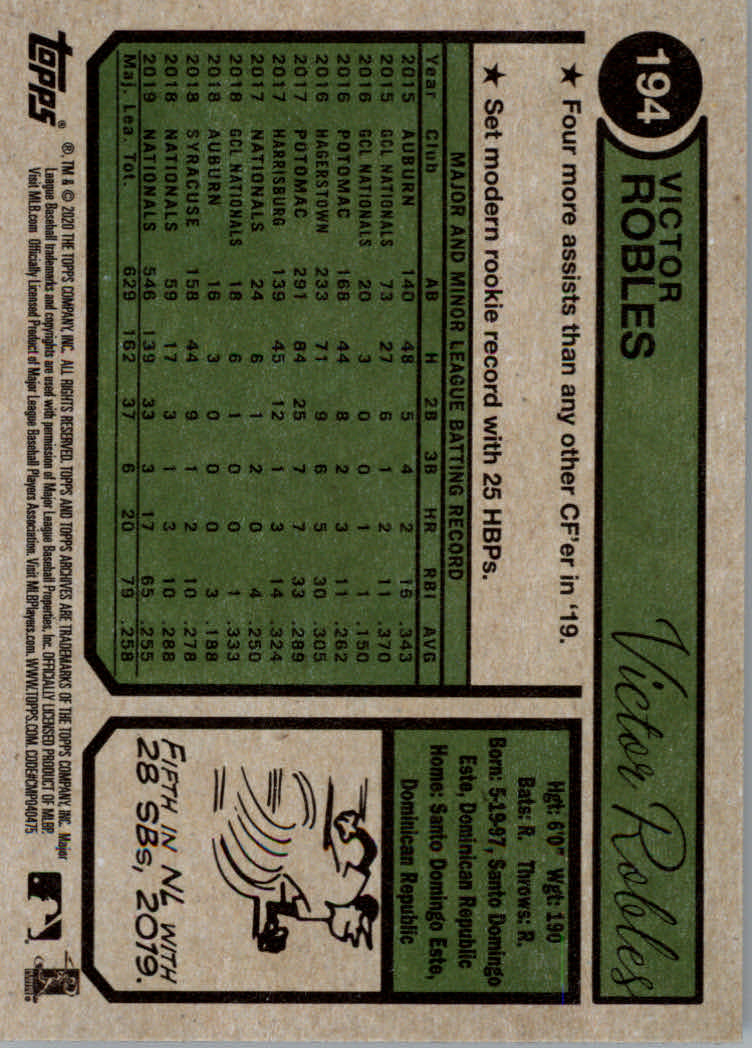 194
VICTOR
ROBLES
Victor Robles
★ Four more assists than any other CF'er in '19.
★ Set modern rookie record with 25 HBPs.
MAJOR AND MINOR LEAGUE BATTING RECORD
Year Club AB H 2B 3B HR RBI AVG
2015 AUBURN 140 48 5 4 2 16 .343
2015 GCL NATIONALS 73 27 6 1 2 11 .370
2016 GCL NATIONALS 20 3 0 0 1 1 .150
2016 POTOMAC 168 44 8 2 3 11 .262
2016 HAGERSTOWN 233 71 9 6 5 30 .305
2017 POTOMAC 291 84 25 7 7 33 .289
2017 HARRISBURG 139 45 12 1 3 14 .324
2017 NATIONALS 24 6 1 2 0 4 .250
2018 GCL NATIONALS 18 6 1 0 0 1 .333
2018 AUBURN 16 3 0 0 0 3 .188
2018 SYRACUSE 158 44 9 1 2 10 .278
2018 NATIONALS 59 17 3 1 3 10 .288
2019 NATIONALS 546 139 33 3 17 65 .255
Maj. Lea. Tot. 629 162 37 6 20 79 .258
Hgt: 6'0" Wgt: 190
Bats: R. Throws: R.
Born: 5-19-97, Santo Domingo
Este, Dominican Republic
Home: Santo Domingo Este,
Dominican Republic
FIFTH IN NL WITH
28 SBs, 2019.
topps®
®, TM & © 2020 THE TOPPS COMPANY, INC. ALL RIGHTS RESERVED. TOPPS AND TOPPS ARCHIVES ARE TRADEMARKS OF THE TOPPS COMPANY, INC. Major
League Baseball trademarks and copyrights are used with permission of Major League Baseball Properties, Inc. OFFICIALLY LICENSED PRODUCT OF MLBP.
Visit MLB.com Officially Licensed Product of Major League Baseball Players Association. Visit MLBPlayers.com. WWW.TOPPS.COM. CODE#CMP040475